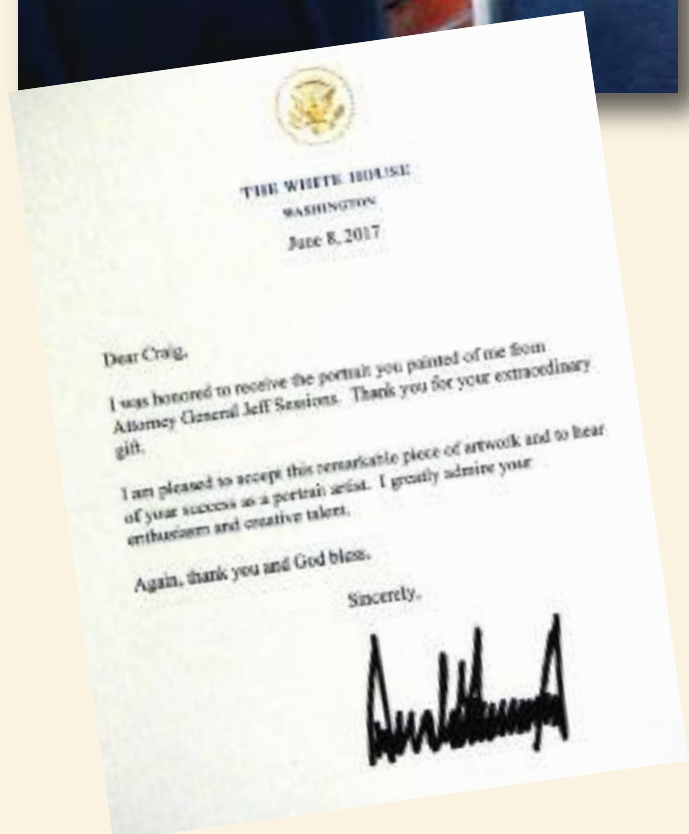 THE WHITE HOUSE
WASHINGTON
June 8, 2017
Dear Craig,
I was honored to receive the portrait you painted of me from
Attorney General Jeff Sessions. Thank you for your extraordinary
gift.
I am pleased to accept this remarkable piece of artwork and to hear
of your success as a portrait artist. I greatly admire your
enthusiasm and creative talent.
Again, thank you and God bless.
Sincerely,